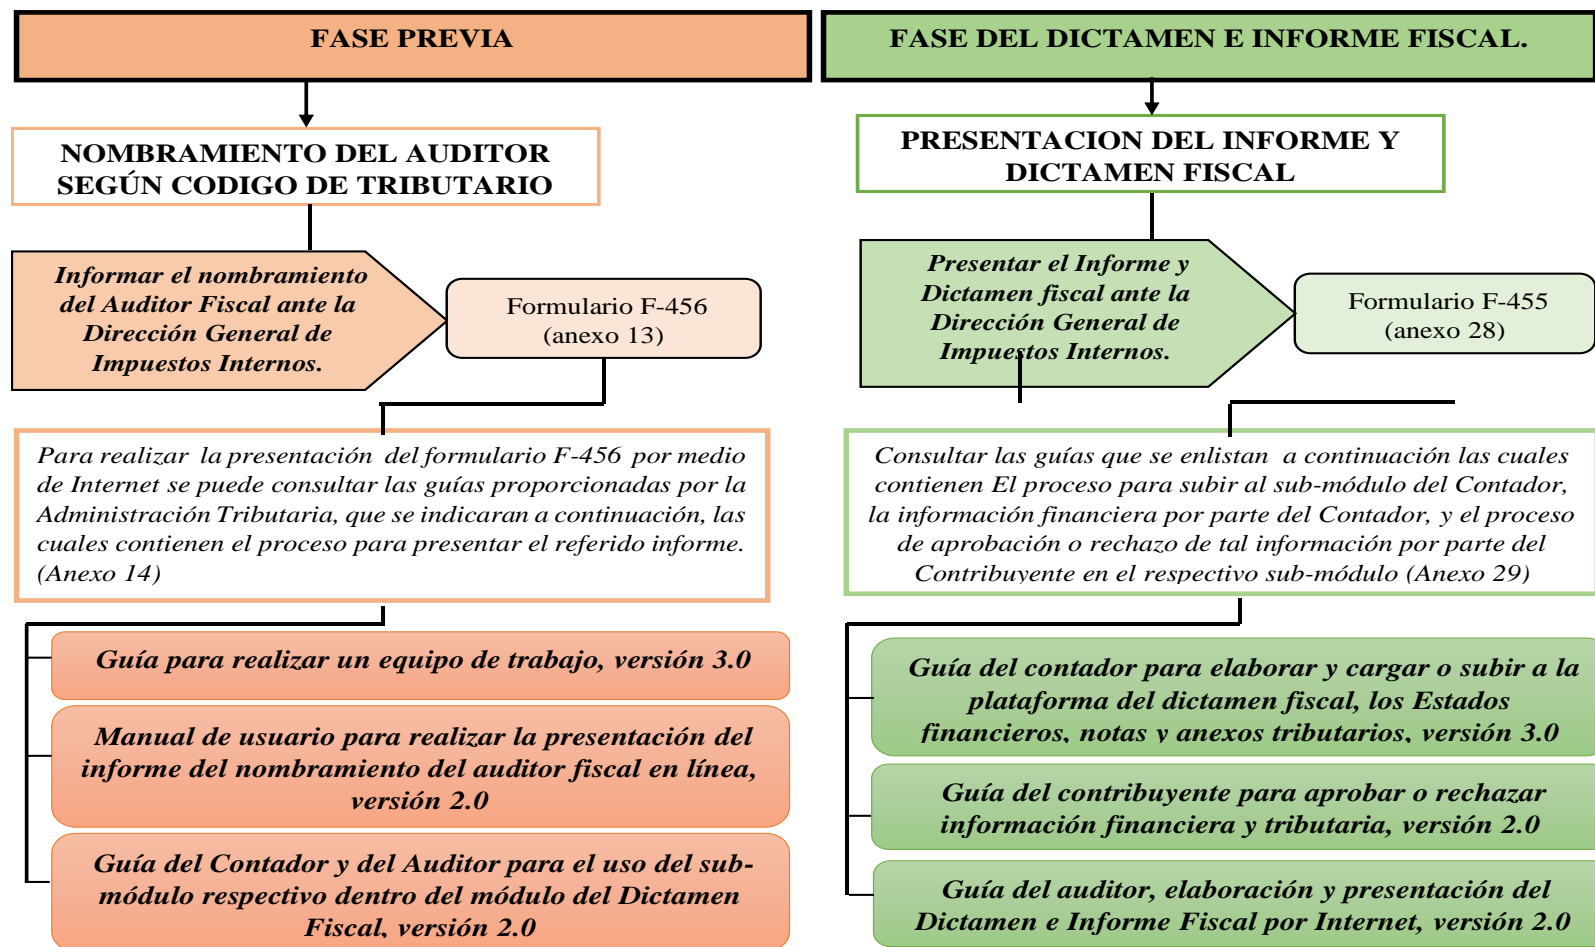 FASE PREVIA
NOMBRAMIENTO DEL AUDITOR
SEGÚN CODIGO DE TRIBUTARIO
Informar el nombramiento
del Auditor Fiscal ante la
Dirección General de
Impuestos Internos.
Formulario F-456
(anexo 13)
Para realizar la presentación del formulario F-456 por medio
de Internet se puede consultar las guías proporcionadas por la
Administración Tributaria, que se indicaran a continuación, las
cuales contienen el proceso para presentar el referido informe.
(Anexo 14)
Guía para realizar un equipo de trabajo, versión 3.0
Manual de usuario para realizar la presentación del
informe del nombramiento del auditor fiscal en línea,
versión 2.0
Guía del Contador y del Auditor para el uso del sub-
módulo respectivo dentro del módulo del Dictamen
Fiscal, versión 2.0
FASE DEL DICTAMEN E INFORME FISCAL.
PRESENTACION DEL INFORME Y
DICTAMEN FISCAL
Presentar el Informe y
Dictamen fiscal ante la
Dirección General de
Impuestos Internos.
Formulario F-455
(anexo 28)
Consultar las guías que se enlistan a continuación las cuales
contienen El proceso para subir al sub-módulo del Contador,
la información financiera por parte del Contador, y el proceso
de aprobación o rechazo de tal información por parte del
Contribuyente en el respectivo sub-módulo (Anexo 29)
Guía del contador para elaborar y cargar o subir a la
plataforma del dictamen fiscal, los Estados
financieros, notas y anexos tributarios, versión 3.0
Guía del contribuyente para aprobar o rechazar
información financiera y tributaria, versión 2.0
Guía del auditor, elaboración y presentación del
Dictamen e Informe Fiscal por Internet, versión 2.0